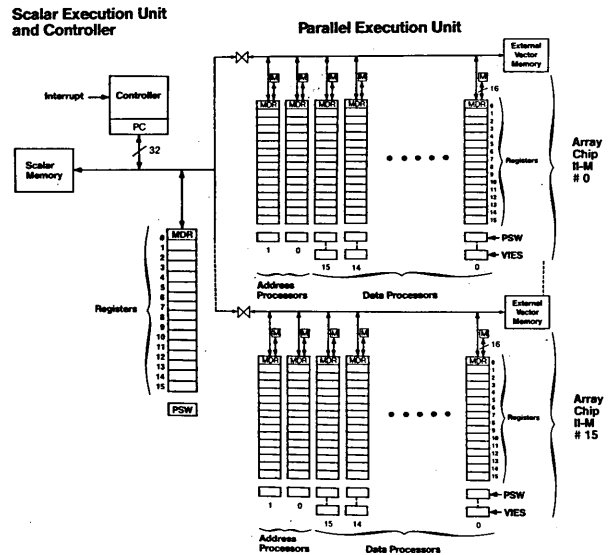 Scalar Execution Unit
and Controller
Parallel Execution Unit
External
Vector
Memory
Interrupt
Controller
PC
32
Scalar
Memory
MDR
0
1
2
3
4
5
6
7
8
9
10
11
12
13
14
15
Registers
PSW
IM
IM
IM
IM
IM
16
MDR
MDR
MDR
MDR
MDR
0
1
2
3
4
5
6
7
8
9
10
11
12
13
14
15
Registers
Array
Chip
II-M
# 0
PSW
VIES
1 0 15 14 0
Address
Processors
Data Processors
External
Vector
Memory
IM
IM
IM
IM
IM
16
MDR
MDR
MDR
MDR
MDR
0
1
2
3
4
5
6
7
8
9
10
11
12
13
14
15
Registers
Array
Chip
II-M
# 15
PSW
VIES
1 0 15 14 0
Address
Processors
Data Processors